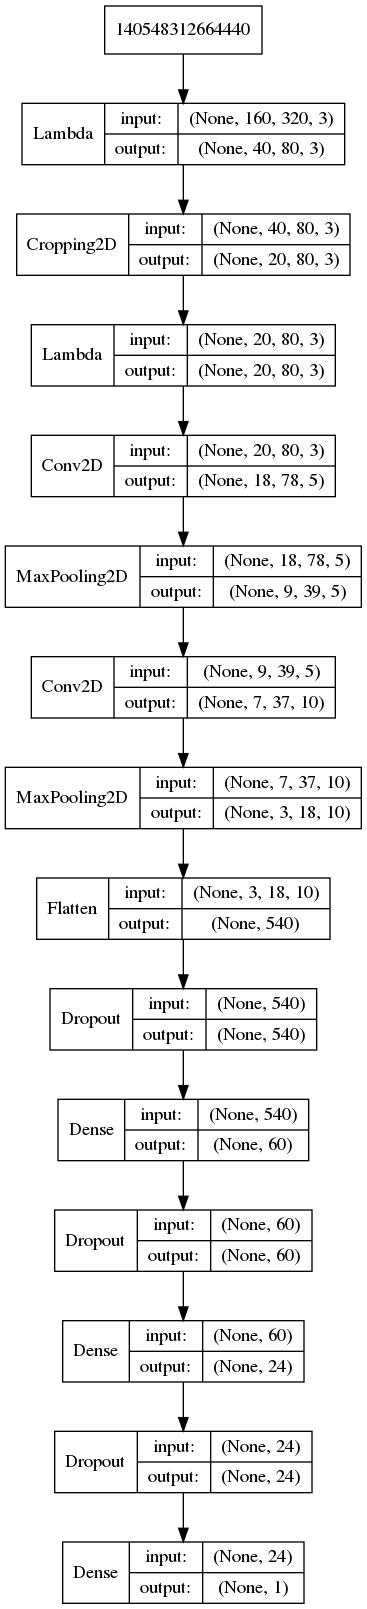 140548312664440
Lambda
input: (None, 160, 320, 3)
output: (None, 40, 80, 3)
Cropping2D
input: (None, 40, 80, 3)
output: (None, 20, 80, 3)
Lambda
input: (None, 20, 80, 3)
output: (None, 20, 80, 3)
Conv2D
input: (None, 20, 80, 3)
output: (None, 18, 78, 5)
MaxPooling2D
input: (None, 18, 78, 5)
output: (None, 9, 39, 5)
Conv2D
input: (None, 9, 39, 5)
output: (None, 7, 37, 10)
MaxPooling2D
input: (None, 7, 37, 10)
output: (None, 3, 18, 10)
Flatten
input: (None, 3, 18, 10)
output: (None, 540)
Dropout
input: (None, 540)
output: (None, 540)
Dense
input: (None, 540)
output: (None, 60)
Dropout
input: (None, 60)
output: (None, 60)
Dense
input: (None, 60)
output: (None, 24)
Dropout
input: (None, 24)
output: (None, 24)
Dense
input: (None, 24)
output: (None, 1)